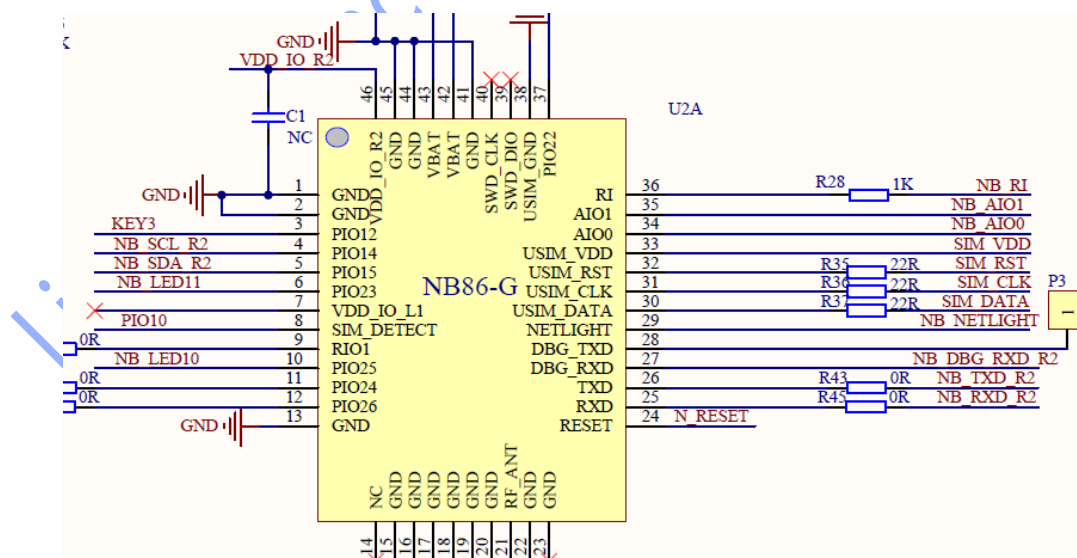 GND
VDD_IO_R2
C1
NC
U2A
46 45 44 43 42 41 40 39 38 37
VDD_IO_R2 GND GND VBAT VBAT GND SWD_CLK SWD_DIO USIM_GND PIO22
GND 1 GND RI 36 R28 1K NB_RI
2 GND AIO1 35 NB_AIO1
KEY3 3 PIO12 AIO0 34 NB_AIO0
NB_SCL_R2 4 PIO14 USIM_VDD 33 SIM_VDD
NB_SDA_R2 5 PIO15 USIM_RST 32 R35 22R SIM_RST
NB_LED11 6 PIO23 NB86-G USIM_CLK 31 R36 22R SIM_CLK P3
7 VDD_IO_L1 USIM_DATA 30 R37 22R SIM_DATA 1
PIO10 8 SIM_DETECT NETLIGHT 29 NB_NETLIGHT
0R 9 RIO1 DBG_TXD 28
NB_LED10 10 PIO25 DBG_RXD 27 NB_DBG_RXD_R2
0R 11 PIO24 TXD 26 R43 0R NB_TXD_R2
0R 12 PIO26 RXD 25 R45 0R NB_RXD_R2
GND 13 GND RESET 24 N_RESET
NC GND GND GND GND GND GND RF_ANT GND GND
14 15 16 17 18 19 20 21 22 23